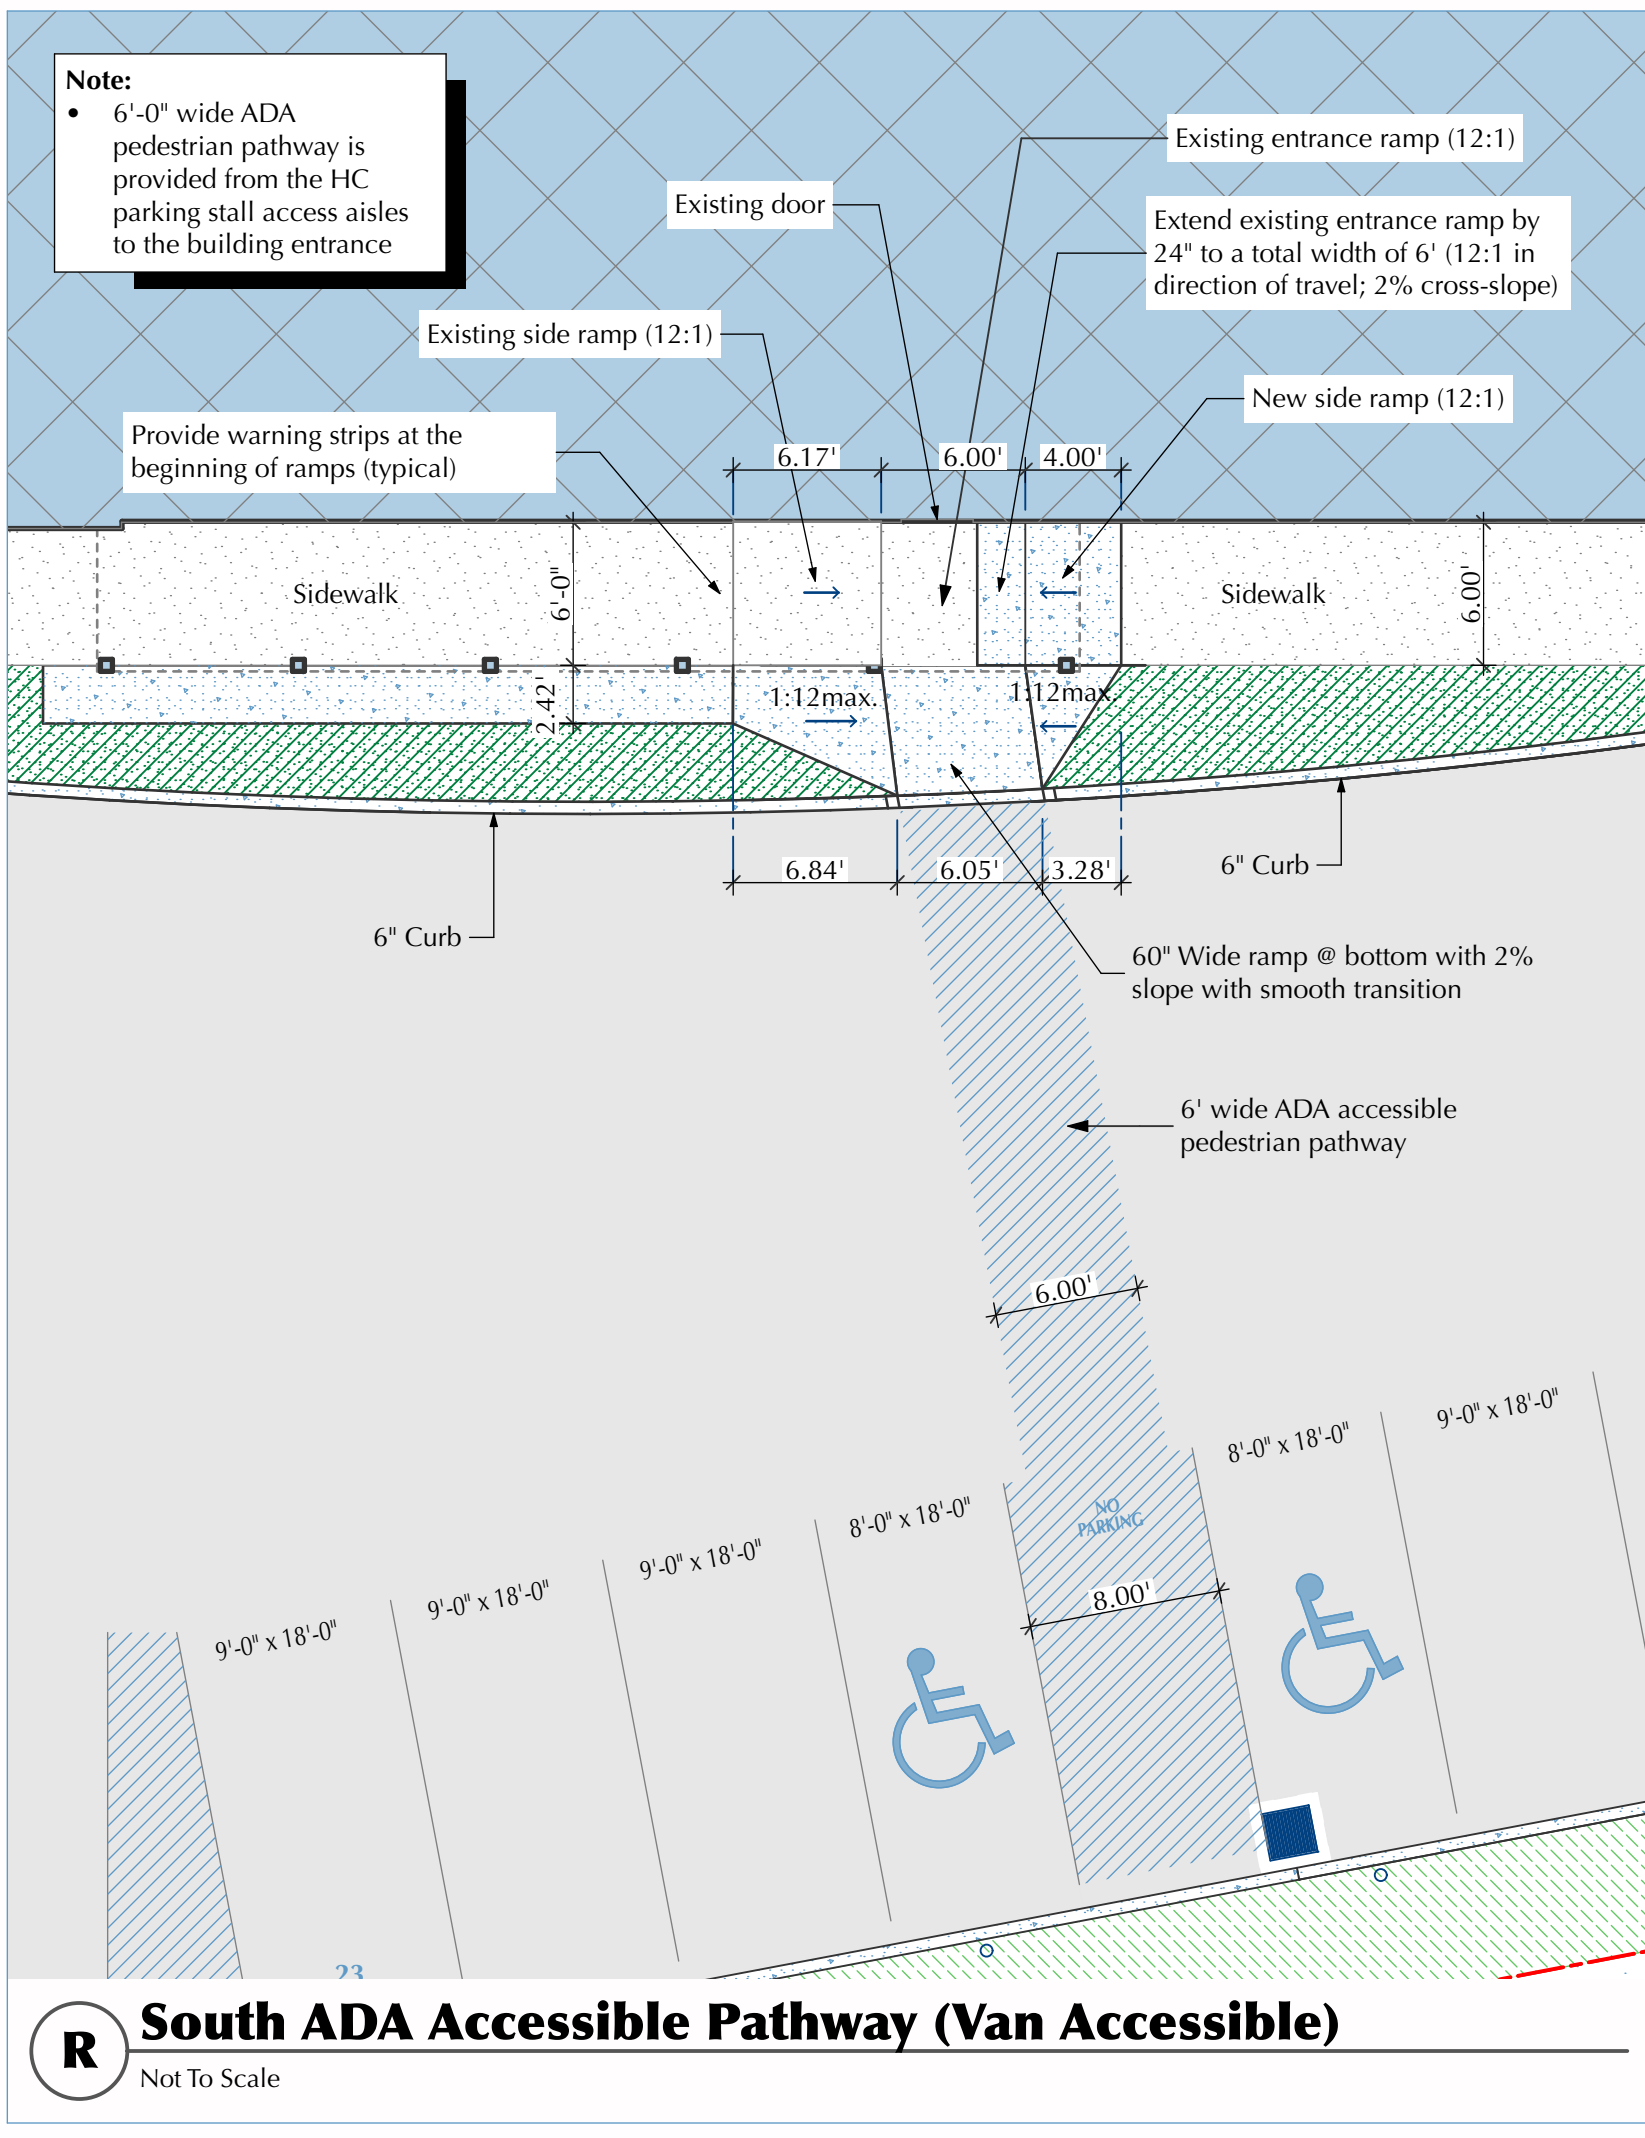 Note:
• 6'-0" wide ADA
pedestrian pathway is
provided from the HC
parking stall access aisles
to the building entrance
Existing entrance ramp (12:1)
Existing door
Extend existing entrance ramp by
24" to a total width of 6' (12:1 in
direction of travel; 2% cross-slope)
Existing side ramp (12:1)
New side ramp (12:1)
Provide warning strips at the
beginning of ramps (typical)
6.17'
6.00'
4.00'
Sidewalk
6'-0"
Sidewalk
6.00'
2.42'
1:12max.
1:12max.
6.84'
6.05'
3.28'
6" Curb
6" Curb
60" Wide ramp @ bottom with 2%
slope with smooth transition
6' wide ADA accessible
pedestrian pathway
6.00'
9'-0" x 18'-0"
8'-0" x 18'-0"
NO
PARKING
8'-0" x 18'-0"
9'-0" x 18'-0"
9'-0" x 18'-0"
9'-0" x 18'-0"
8.00'
23
R
South ADA Accessible Pathway (Van Accessible)
Not To Scale